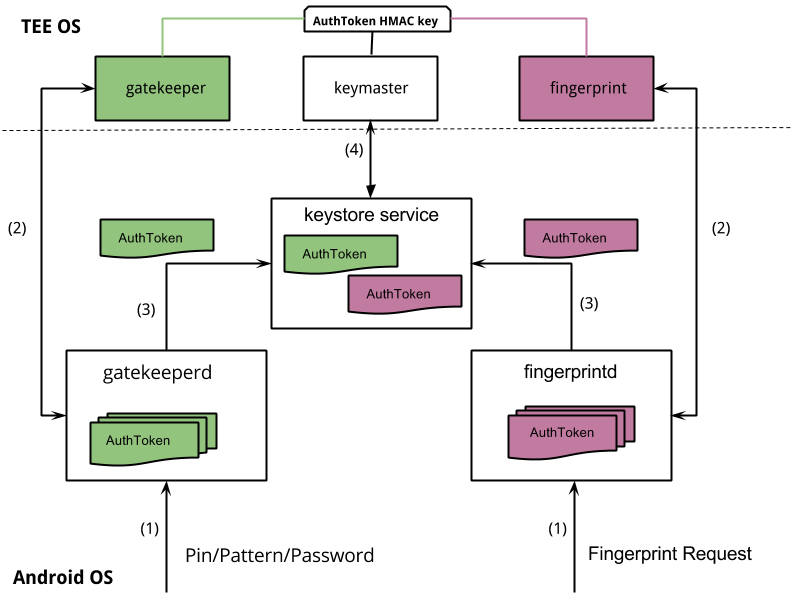 AuthToken HMAC key
TEE OS
gatekeeper
keymaster
fingerprint
(4)
(2)
(2)
keystore service
AuthToken
AuthToken
AuthToken
AuthToken
(3)
(3)
gatekeeperd
fingerprintd
AuthToken
AuthToken
(1)
(1)
Pin/Pattern/Password
Fingerprint Request
Android OS